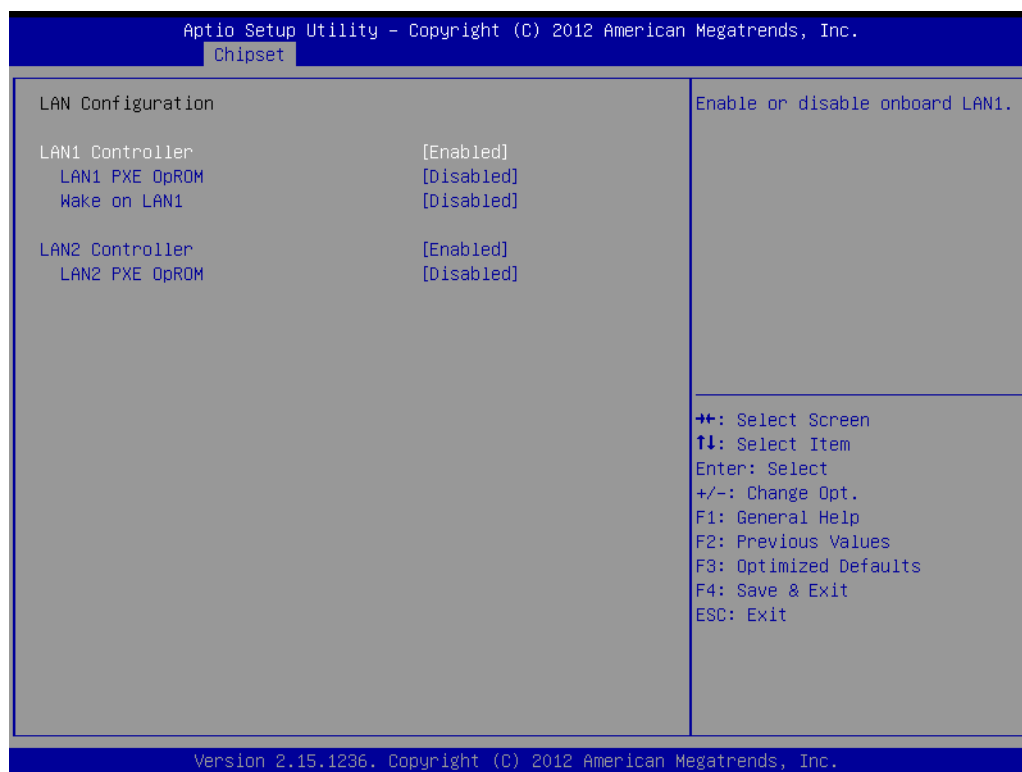 Aptio Setup Utility – Copyright (C) 2012 American Megatrends, Inc.
Chipset
LAN Configuration
LAN1 Controller [Enabled]
LAN1 PXE OpROM [Disabled]
Wake on LAN1 [Disabled]
LAN2 Controller [Enabled]
LAN2 PXE OpROM [Disabled]
Enable or disable onboard LAN1.
→←: Select Screen
↑↓: Select Item
Enter: Select
+/-: Change Opt.
F1: General Help
F2: Previous Values
F3: Optimized Defaults
F4: Save & Exit
ESC: Exit
Version 2.15.1236. Copyright (C) 2012 American Megatrends, Inc.